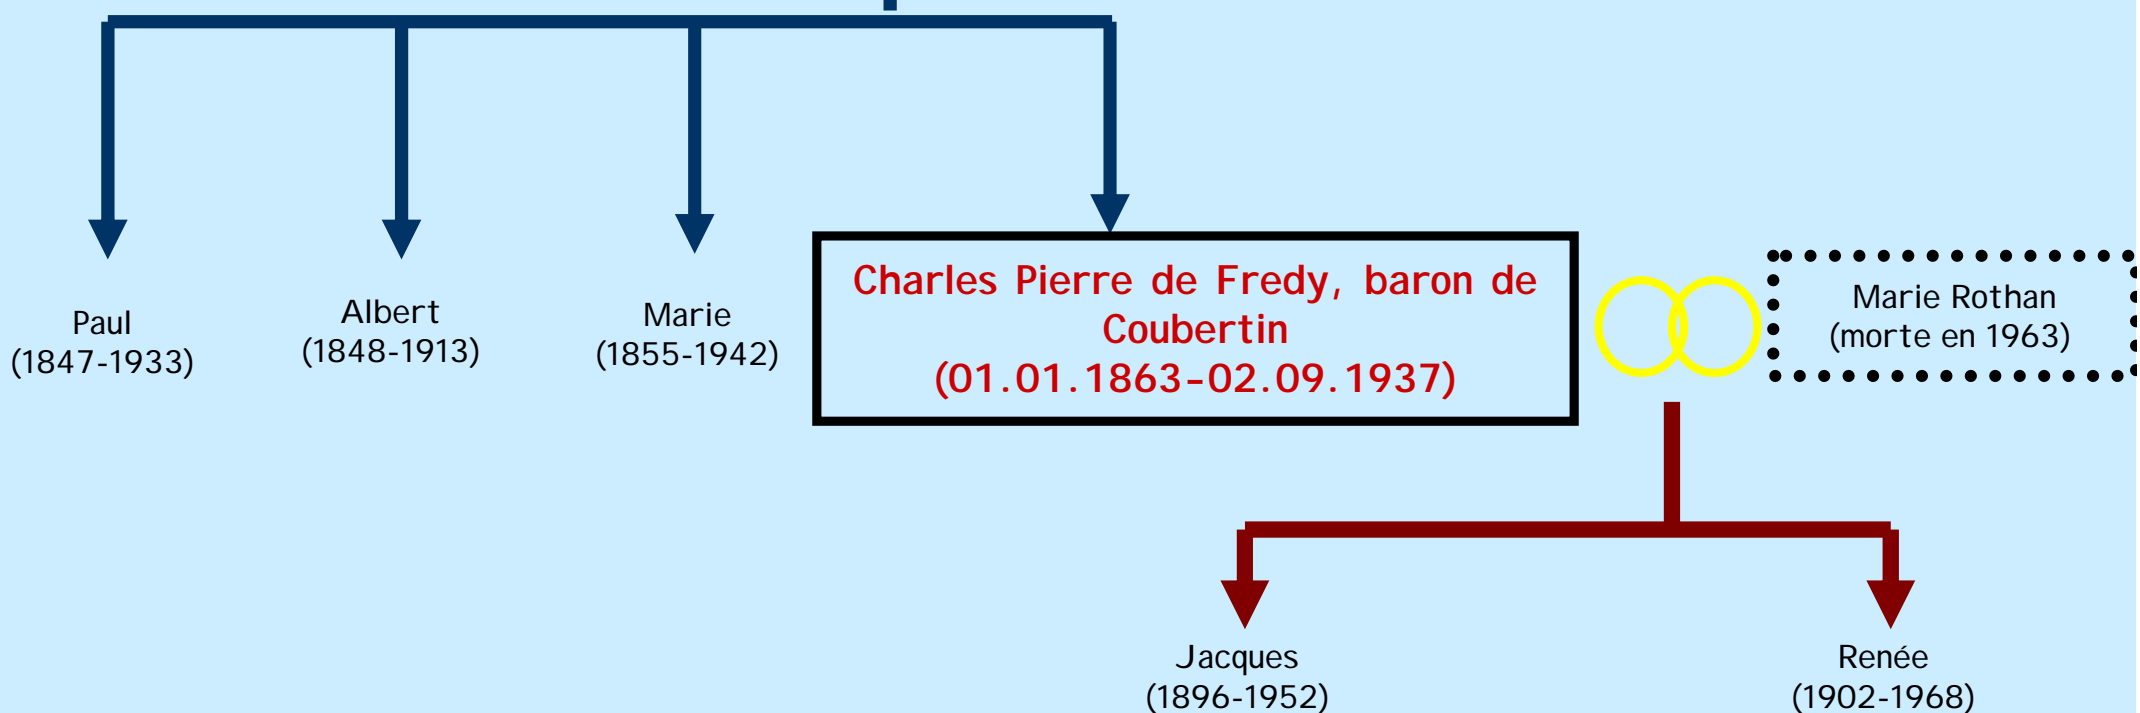 Paul
(1847-1933)
Albert
(1848-1913)
Marie
(1855-1942)
Charles Pierre de Fredy, baron de
Coubertin
(01.01.1863-02.09.1937)
Marie Rothan
(morte en 1963)
Jacques
(1896-1952)
Renée
(1902-1968)